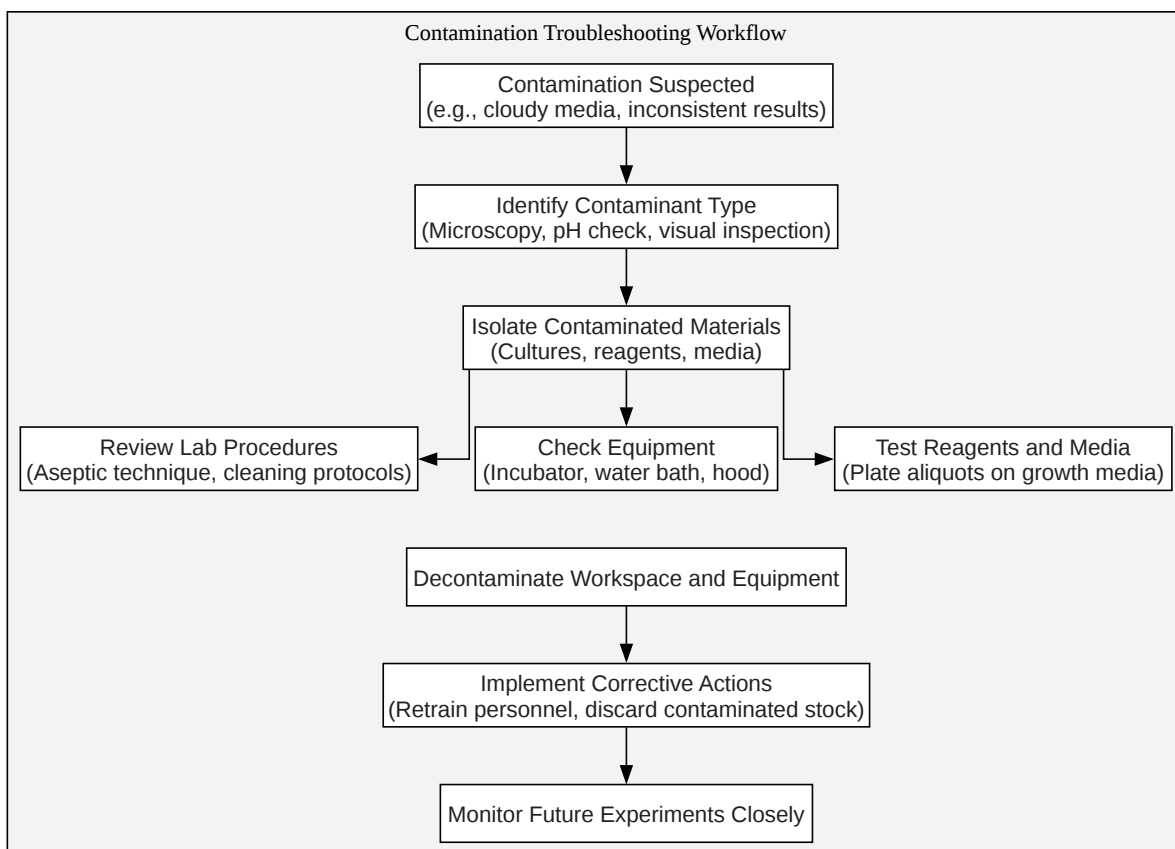 Contamination Troubleshooting Workflow
Contamination Suspected
(e.g., cloudy media, inconsistent results)
Identify Contaminant Type
(Microscopy, pH check, visual inspection)
Isolate Contaminated Materials
(Cultures, reagents, media)
Review Lab Procedures
(Aseptic technique, cleaning protocols)
Check Equipment
(Incubator, water bath, hood)
Test Reagents and Media
(Plate aliquots on growth media)
Decontaminate Workspace and Equipment
Implement Corrective Actions
(Retrain personnel, discard contaminated stock)
Monitor Future Experiments Closely